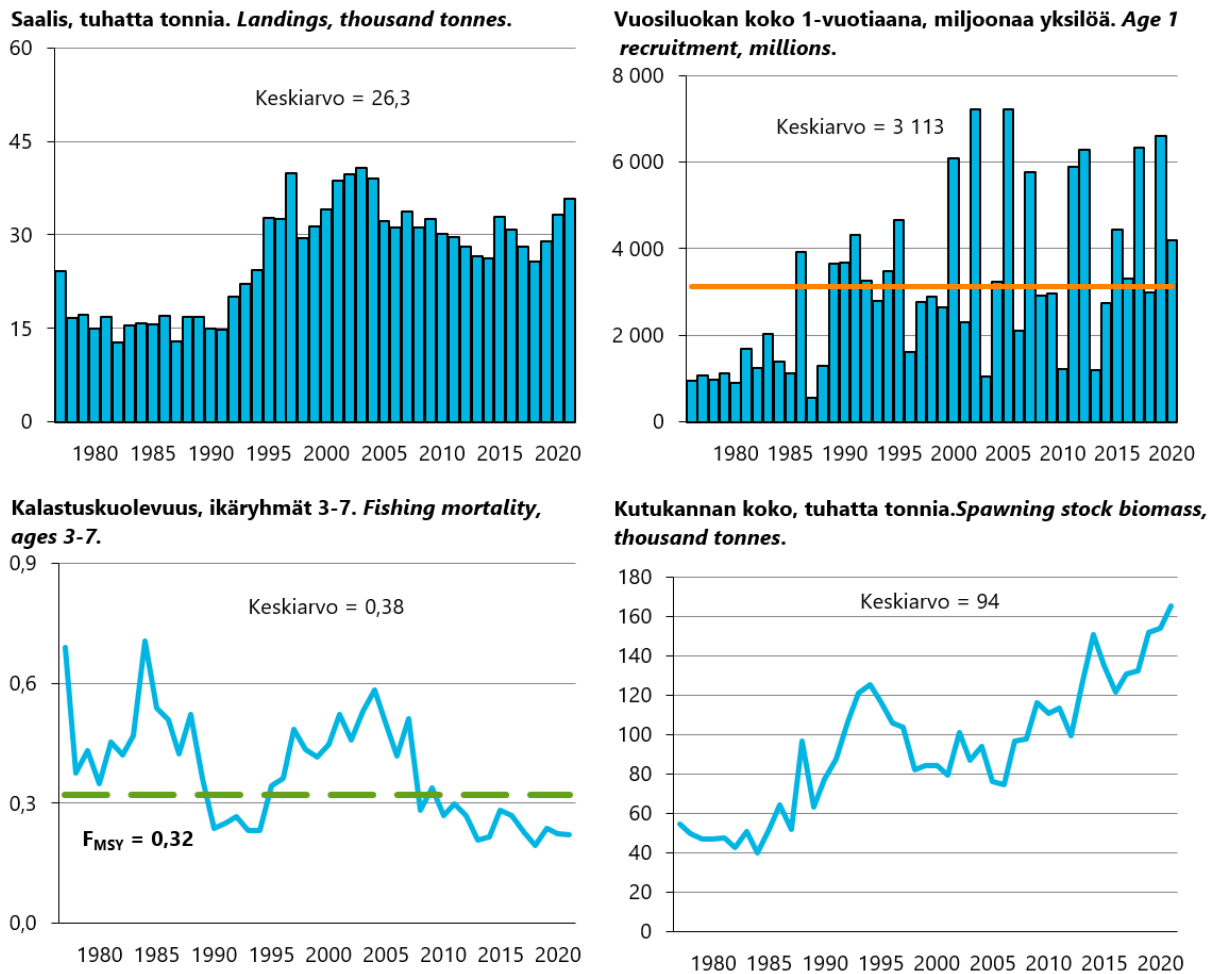 Saalis, tuhatta tonnia. Landings, thousand tonnes.
60
45
30
15
0
Keskiarvo = 26,3
1980 1985 1990 1995 2000 2005 2010 2015 2020
Vuosiluokan koko 1-vuotiaana, miljoonaa yksilöä. Age 1
recruitment, millions.
8 000
6 000
4 000
2 000
0
Keskiarvo = 3 113
1980 1985 1990 1995 2000 2005 2010 2015 2020
Kalastuskuolevuus, ikäryhmät 3-7. Fishing mortality,
ages 3-7.
0,9
0,6
0,3
0,0
Keskiarvo = 0,38
FMSY = 0,32
1980 1985 1990 1995 2000 2005 2010 2015 2020
Kutukannan koko, tuhatta tonnia.Spawning stock biomass,
thousand tonnes.
180
160
140
120
100
80
60
40
20
0
Keskiarvo = 94
1980 1985 1990 1995 2000 2005 2010 2015 2020